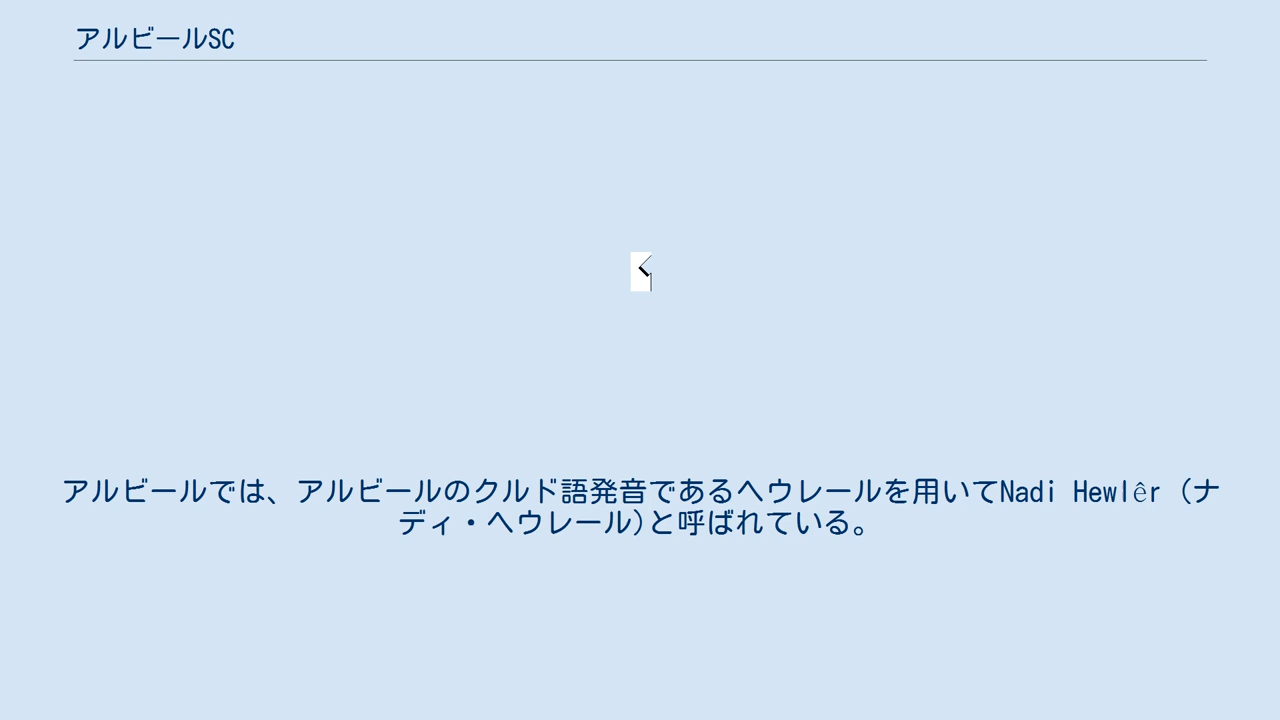 アルビールSC
アルビールでは、アルビールのクルド語発音であるヘウレールを用いてNadi Hewlêr (ナ
ディ・ヘウレール)と呼ばれている。